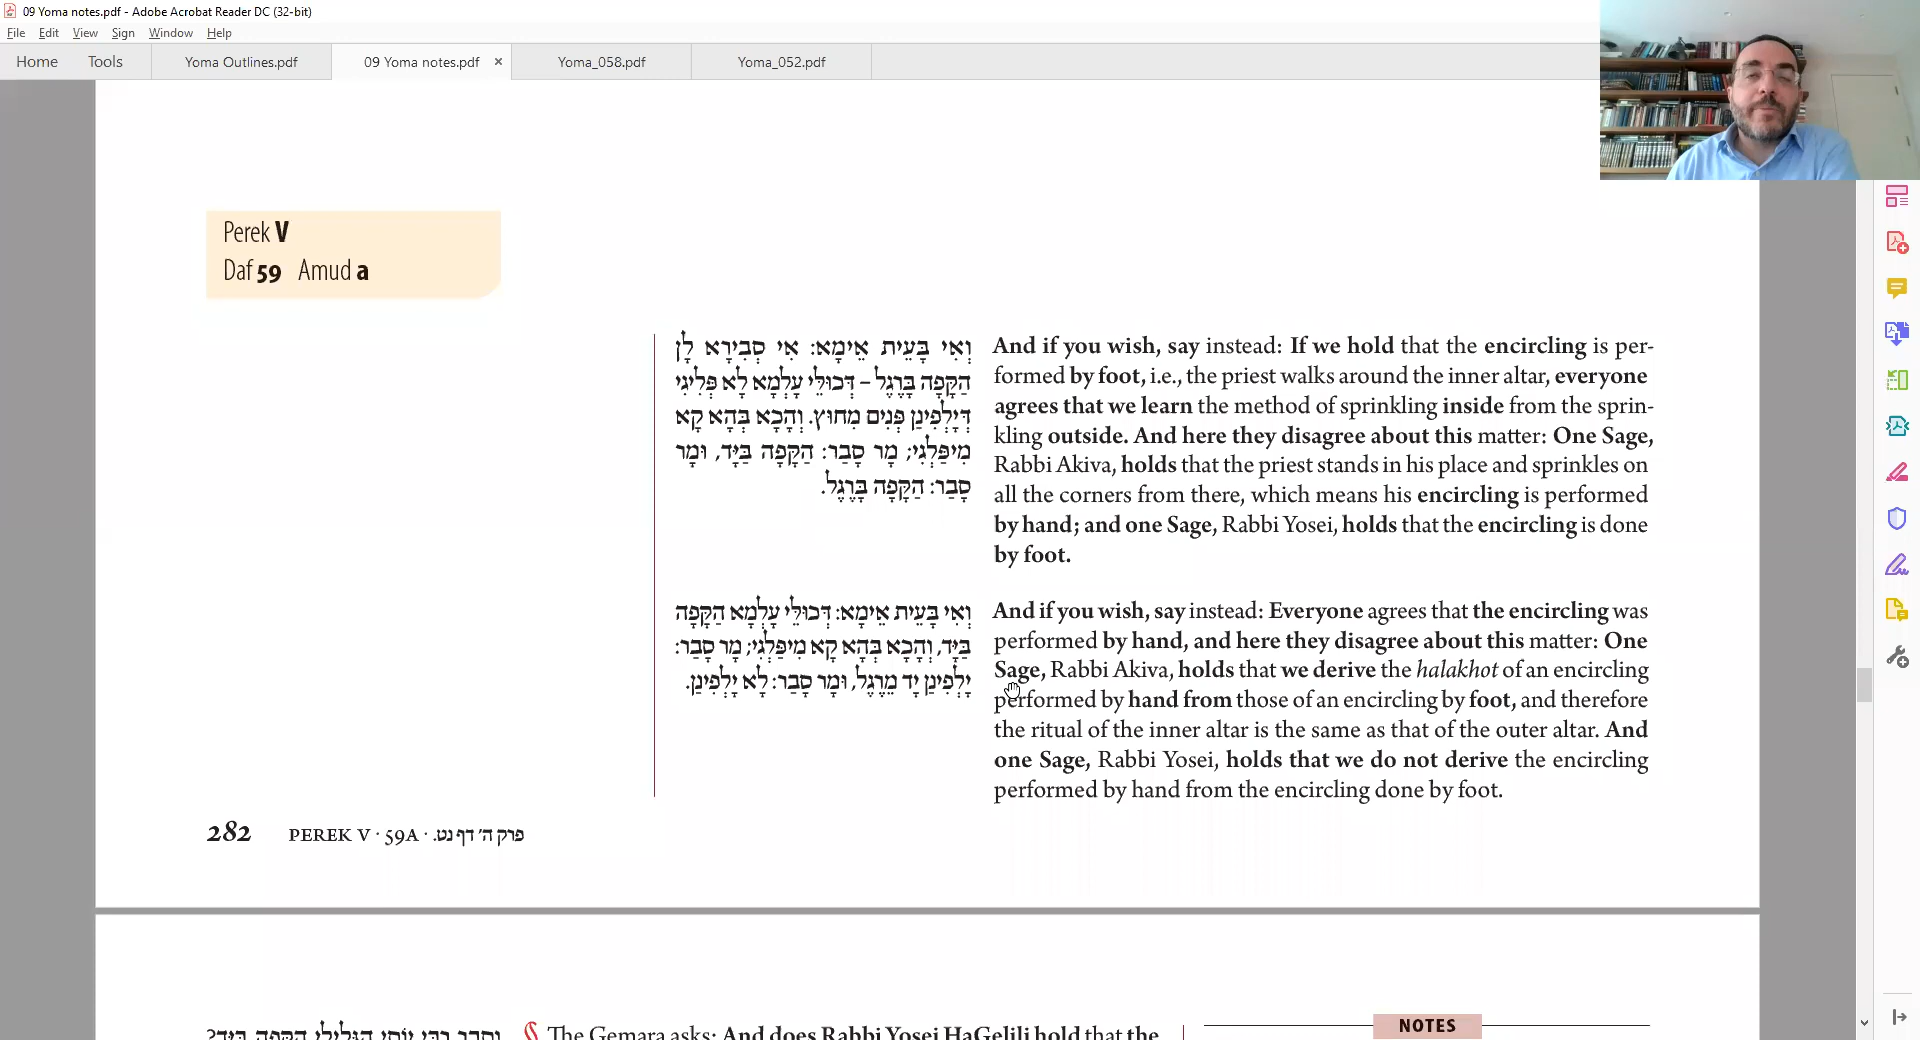 09 Yoma notes.pdf - Adobe Acrobat Reader DC (32-bit)
File Edit View Sign Window Help
Home Tools Yoma Outlines.pdf 09 Yoma notes.pdf × Yoma_058.pdf Yoma_052.pdf
Perek V
Daf 59 Amud a
וְאִי בָּעֵית אֵימָא: אִי סְבִירָא לָן
הַקָּפָה בָּרֶגֶל – דְּכוּלֵּי עָלְמָא לָא פְּלִיגִי
דְּיָלְפִינַן פְּנִים מִחוּץ. וְהָכָא בְּהָא קָא
מִיפַּלְגִי; מָר סָבַר: הַקָּפָה בַּיָּד, וּמָר
סָבַר: הַקָּפָה בָּרֶגֶל.
And if you wish, say instead: If we hold that the encircling is per-
formed by foot, i.e., the priest walks around the inner altar, everyone
agrees that we learn the method of sprinkling inside from the sprin-
kling outside. And here they disagree about this matter: One Sage,
Rabbi Akiva, holds that the priest stands in his place and sprinkles on
all the corners from there, which means his encircling is performed
by hand; and one Sage, Rabbi Yosei, holds that the encircling is done
by foot.
וְאִי בָּעֵית אֵימָא: דְּכוּלֵּי עָלְמָא הַקָּפָה
בַּיָּד, וְהָכָא בְּהָא קָא מִיפַּלְגִי; מָר סָבַר:
יָלְפִינַן יָד מֵרֶגֶל, וּמָר סָבַר: לָא יָלְפִינַן.
And if you wish, say instead: Everyone agrees that the encircling was
performed by hand, and here they disagree about this matter: One
Sage, Rabbi Akiva, holds that we derive the halakhot of an encircling
performed by hand from those of an encircling by foot, and therefore
the ritual of the inner altar is the same as that of the outer altar. And
one Sage, Rabbi Yosei, holds that we do not derive the encircling
performed by hand from the encircling done by foot.
282 PEREK V · 59A · פרק ה׳ דף נט.
וסבר רבי יוסי הגלילי הקפה ביד?
The Gemara asks: And does Rabbi Yosei HaGelili hold that the
NOTES